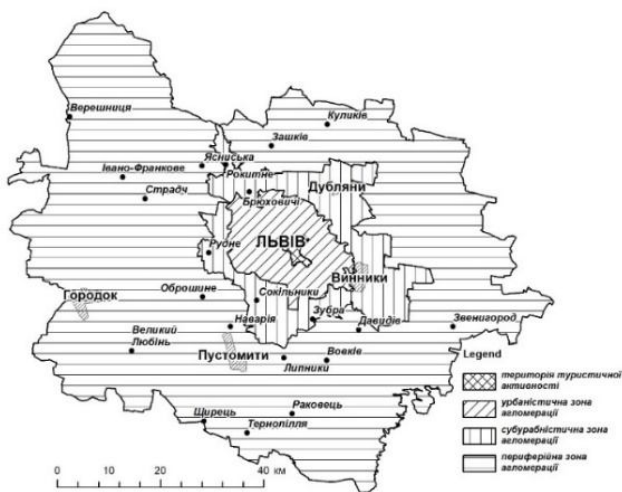 Верешниця
Куликів
Зашків
Ясниська
Івано-Франкове
Рокитне
Дубляни
Страдч
Брюховичі
ЛЬВІВ
Рудне
Винники
Городок
Оброшине
Сокільники
Наварія
Зубра
Давидів
Звенигород
Великий
Любінь
Пустомити
Липники
Вовків
Раковець
Щирець
Тернопілля
Legend
територія туристичної
активності
урбаністична зона
агломерації
субурабністична зона
агломерації
периферійна зона
агломерації
0 10 20 40 км